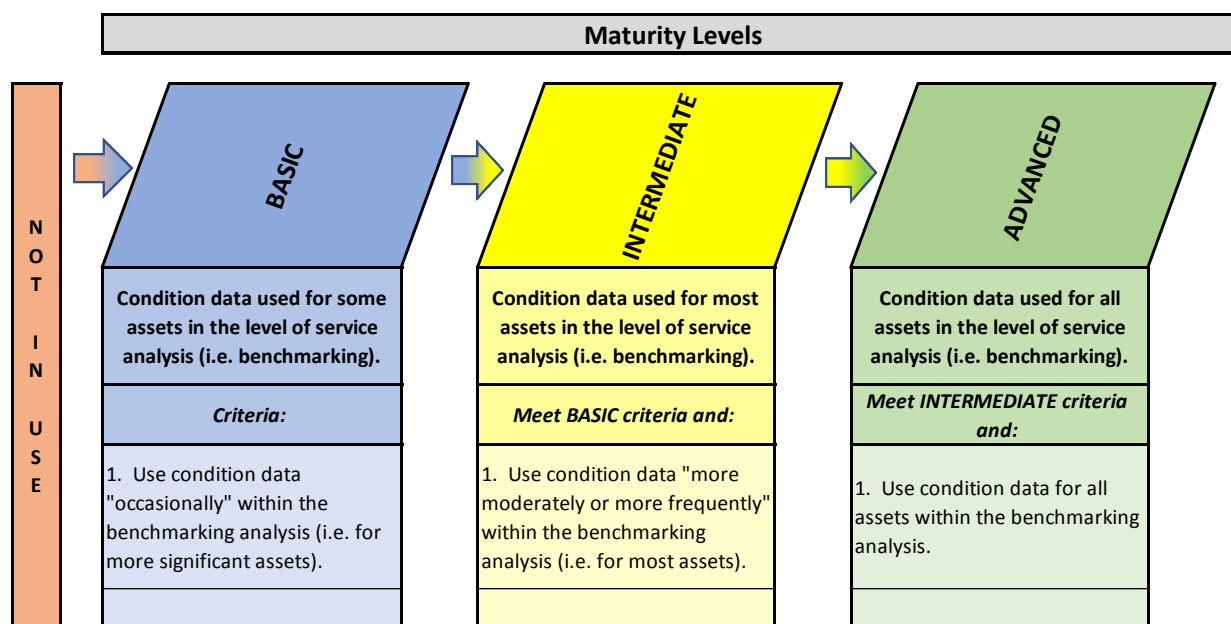 Maturity Levels
NOT IN USE
BASIC
Condition data used for some
assets in the level of service
analysis (i.e. benchmarking).
Criteria:
1. Use condition data
"occasionally" within the
benchmarking analysis (i.e. for
more significant assets).
INTERMEDIATE
Condition data used for most
assets in the level of service
analysis (i.e. benchmarking).
Meet BASIC criteria and:
1. Use condition data "more
moderately or more frequently"
within the benchmarking
analysis (i.e. for most assets).
ADVANCED
Condition data used for all
assets in the level of service
analysis (i.e. benchmarking).
Meet INTERMEDIATE criteria
and:
1. Use condition data for all
assets within the benchmarking
analysis.